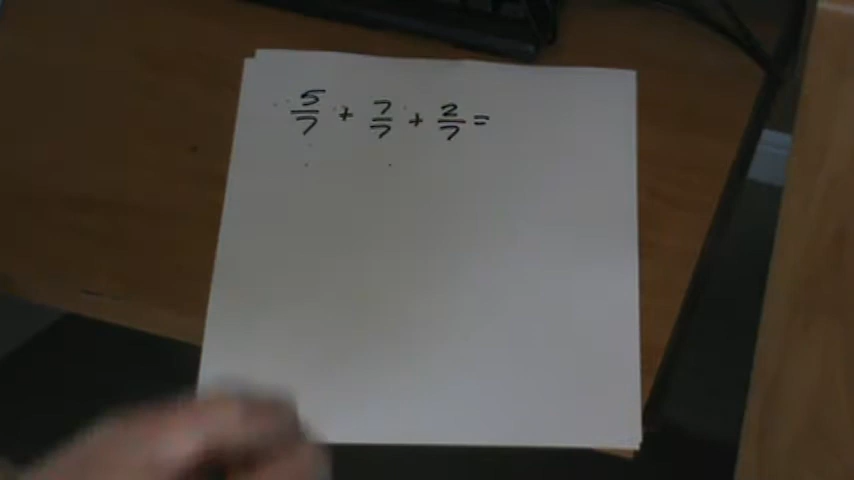 5/7 + 7/7 + 2/7 =